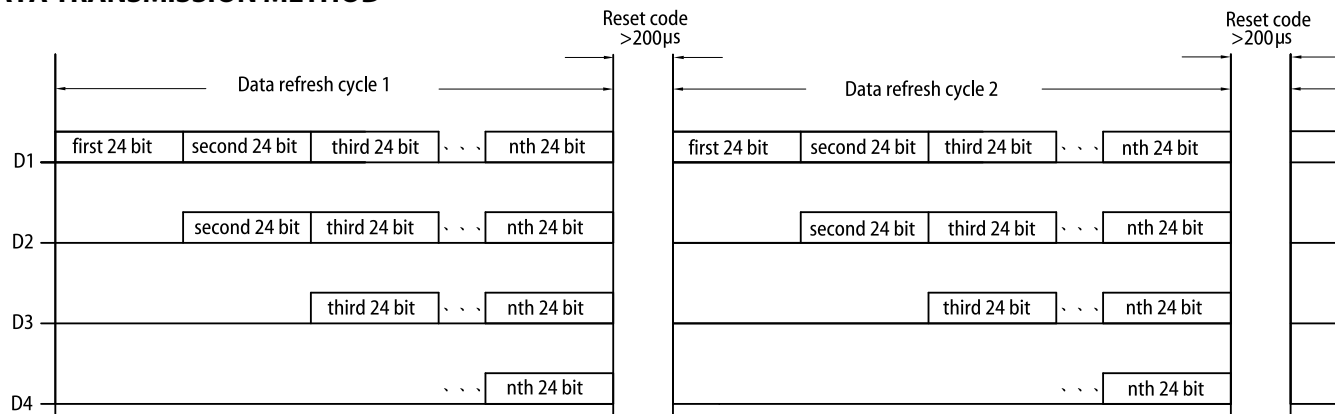 TA TRANSMISSION METHOD
Reset code
>200µs
Reset code
>200µs
Data refresh cycle 1
Data refresh cycle 2
D1 first 24 bit second 24 bit third 24 bit 、、、 nth 24 bit first 24 bit second 24 bit third 24 bit 、、、 nth 24 bit
D2 second 24 bit third 24 bit 、、、 nth 24 bit second 24 bit third 24 bit 、、、 nth 24 bit
D3 third 24 bit 、、、 nth 24 bit third 24 bit 、、、 nth 24 bit
D4 、、、 nth 24 bit 、、、 nth 24 bit